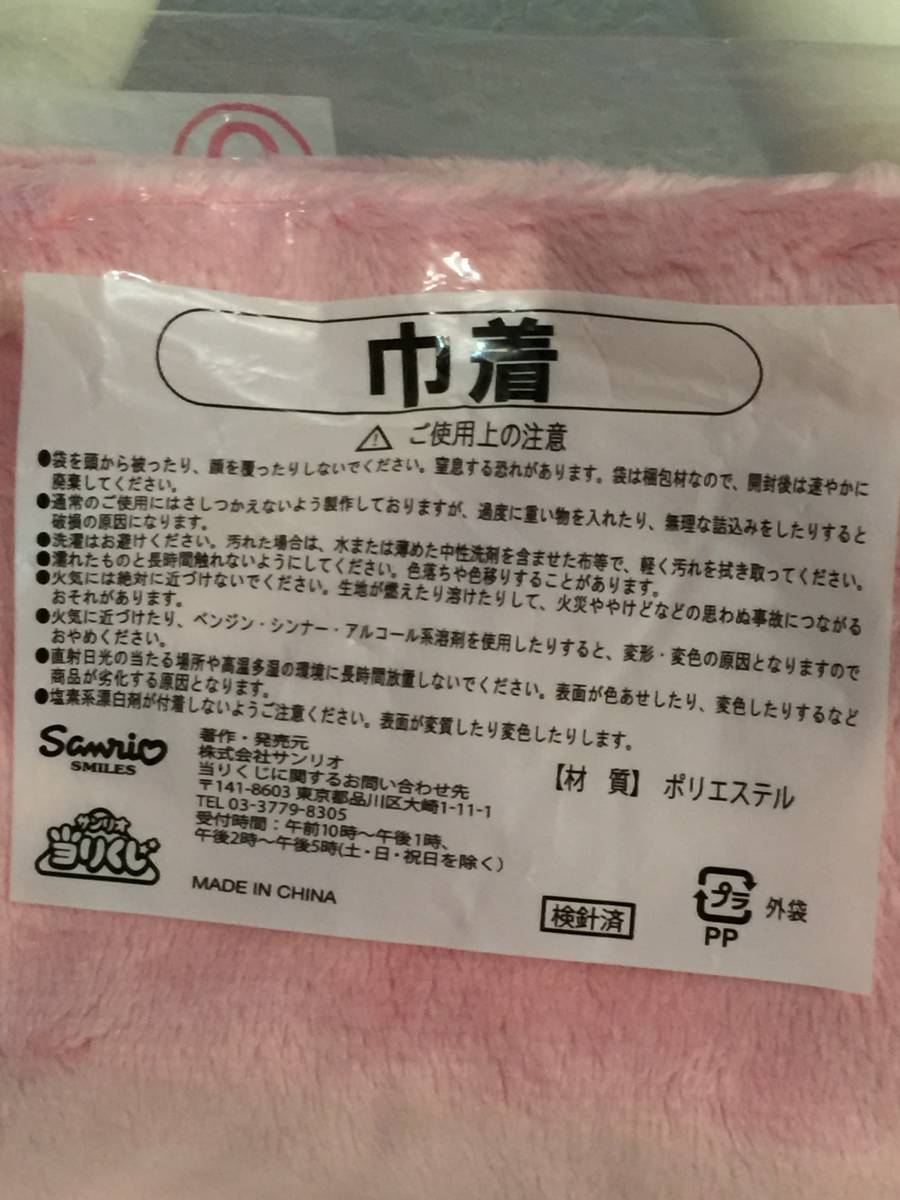 巾着
ご使用上の注意
●袋を頭から被ったり、顔を覆ったりしないでください。窒息する恐れがあります。袋は梱包材なので、開封後は速やかに
廃棄してください。
●通常のご使用にはさしつかえないよう製作しておりますが、過度に重い物を入れたり、無理な詰込みをしたりすると
破損の原因になります。
●洗濯はお避けください。汚れた場合は、水または薄めた中性洗剤を含ませた布等で、軽く汚れを拭き取ってください。
●濡れたものと長時間触れないようにしてください。色落ちや色移りすることがあります。
●火気には絶対に近づけないでください。生地が燃えたり溶けたりして、火災ややけどなどの思わぬ事故につながる
おそれがあります。
●火気に近づけたり、ベンジン・シンナー・アルコール系溶剤を使用したりすると、変形・変色の原因となりますので
おやめください。
●直射日光の当たる場所や高温多湿の環境に長時間放置しないでください。表面が色あせしたり、変色したりするなど
商品が劣化する原因となります。
●塩素系漂白剤が付着しないようご注意ください。表面が変質したり変色したりします。
Sanrio
SMILES
サンリオ
当りくじ
著作・発売元
株式会社サンリオ
当りくじに関するお問い合わせ先
〒141-8603 東京都品川区大崎1-11-1
TEL 03-3779-8305
受付時間：午前10時～午後1時、
午後2時～午後5時(土・日・祝日を除く)
MADE IN CHINA
【材 質】 ポリエステル
検針済
プラ 外袋
PP